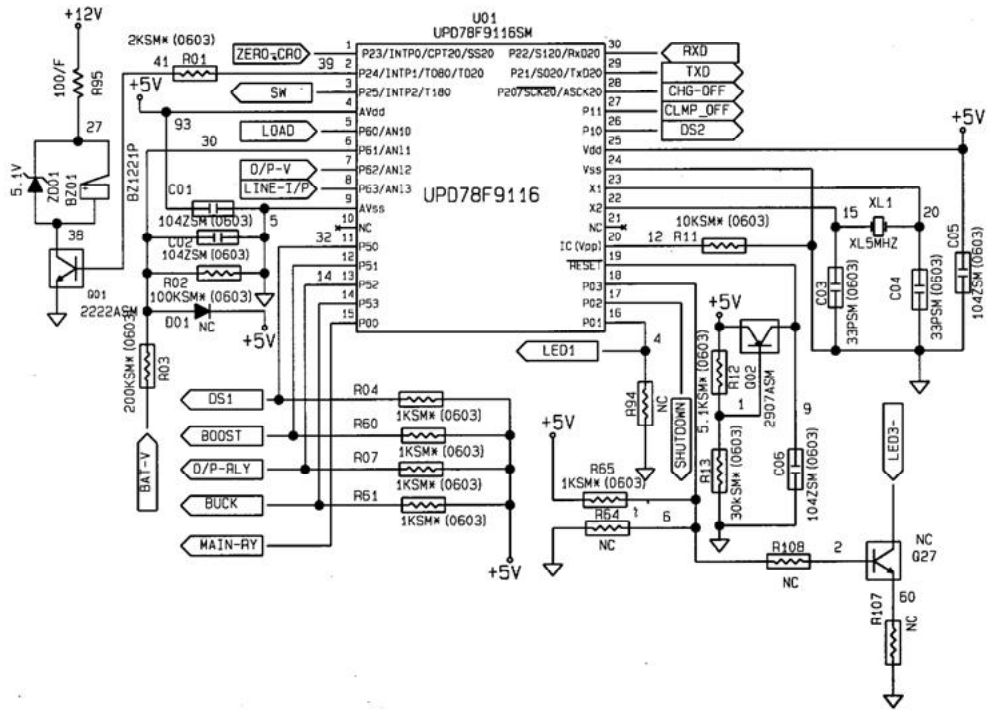 U01
UPD78F9116SM
+12V
100/F
R95
27
5.1V
ZD01
BZ01
BZ1221P
38
Q01
2222ASM
2KSM* (0603)
41
R01
39
+5V
93
30
C01
104ZSM (0603)
5
C02
104ZSM (0603)
R02
100KSM* (0603)
D01
NC
+5V
R03
200KSM* (0603)
BAT-V
ZERO-CRO
SW
LOAD
O/P-V
LINE-I/P
32
14
1 P23/INTP0/CPT20/SS20
2 P24/INTP1/TO80/TO20
3 P25/INTP2/T180
4 AVdd
5 P60/AN10
6 P61/AN11
7 P62/AN12
8 P63/AN13
9 AVss
10 NC
11 P50
12 P51
13 P52
14 P53
15 P00
UPD78F9116
P22/S120/RxD20 30
P21/SO20/TxD20 29
P20/SCK20/ASCK20 28
P11 27
P10 26
Vdd 25
Vss 24
X1 23
X2 22
NC 21
IC (Vpp) 20
RESET 19
P03 18
P02 17
P01 16
RXD
TXD
CHG-OFF
CLMP_OFF
DS2
+5V
XL1
15
20
XL5MHZ
10KSM* (0603)
12
R11
C03
33PSM (0603)
C04
33PSM (0603)
C05
104ZSM (0603)
LED1
4
R94
NC
SHUTDOWN
+5V
R12
5.1KSM* (0603)
Q02
2907ASM
1
9
R13
30KSM* (0603)
C06
104ZSM (0603)
LED3-
DS1
BOOST
O/P-RLY
BUCK
MAIN-RY
R04
1KSM* (0603)
R60
1KSM* (0603)
R07
1KSM* (0603)
R61
1KSM* (0603)
+5V
+5V
R65
1KSM* (0603)
R64
NC
6
R108
NC
2
NC
Q27
60
R107
NC